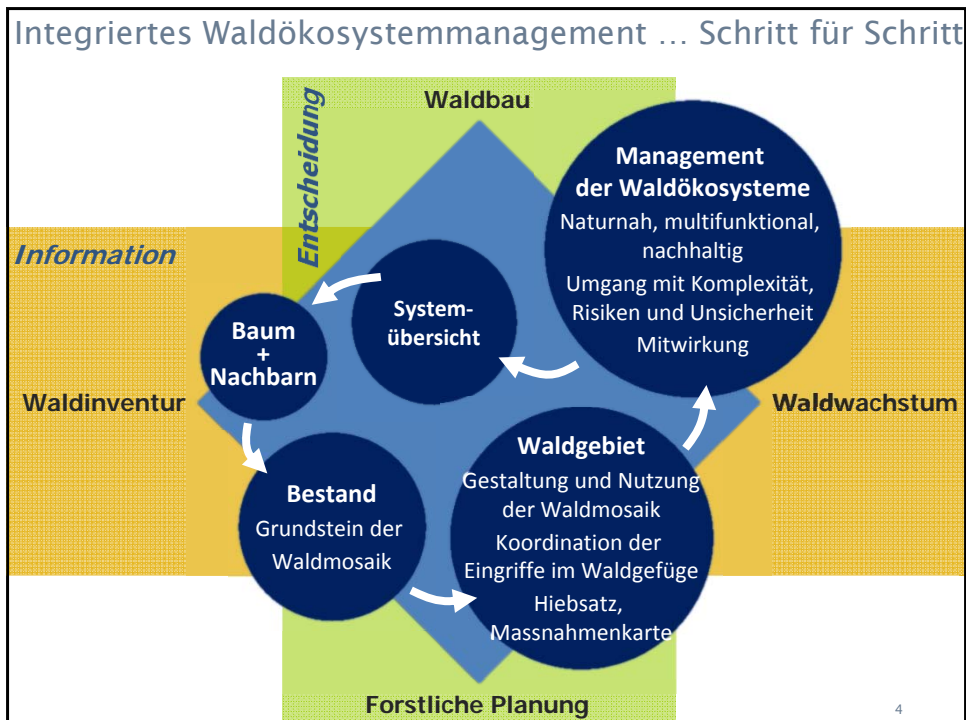 Integriertes Waldökosystemmanagement … Schritt für Schritt
Entscheidung
Waldbau
Management
der Waldökosysteme
Naturnah, multifunktional,
nachhaltig
Umgang mit Komplexität,
Risiken und Unsicherheit
Mitwirkung
Information
System-
übersicht
Baum
+
Nachbarn
Waldinventur
Waldwachstum
Bestand
Grundstein der
Waldmosaik
Waldgebiet
Gestaltung und Nutzung
der Waldmosaik
Koordination der
Eingriffe im Waldgefüge
Hiebsatz,
Massnahmenkarte
Forstliche Planung
4